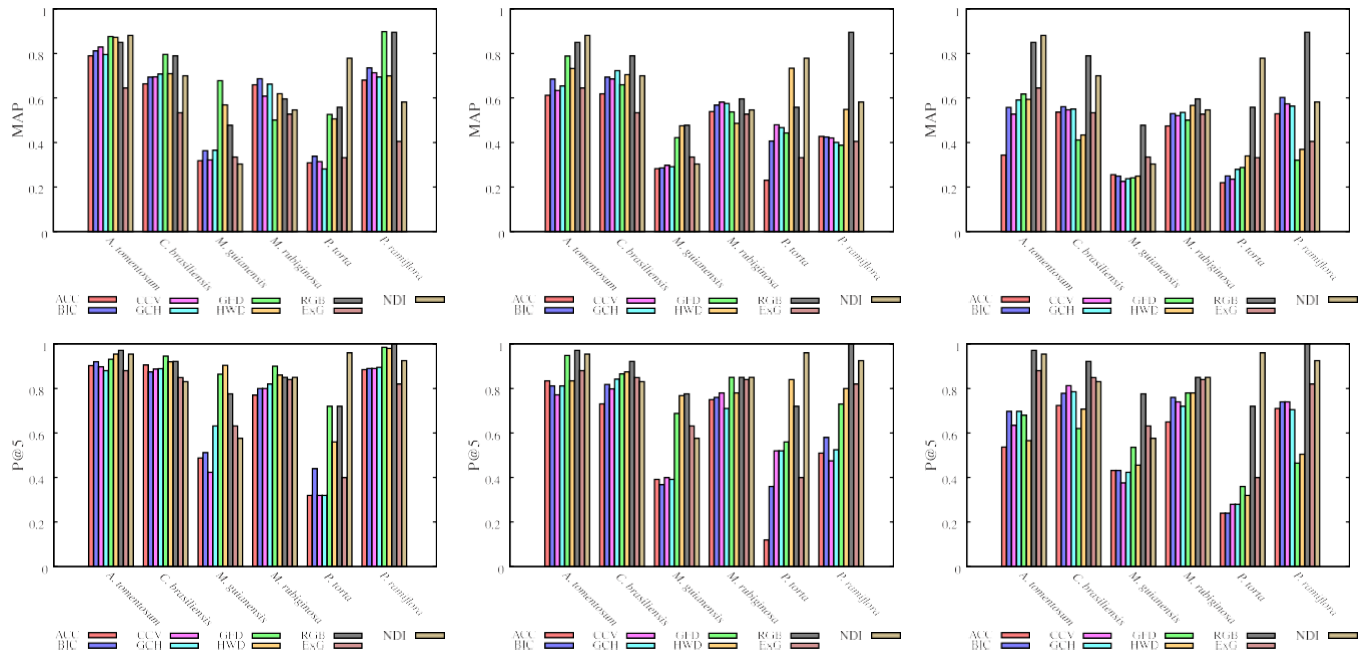 1 1 1
0.8 0.8 0.8
0.6 0.6 0.6
MAP MAP MAP
0.4 0.4 0.4
0.2 0.2 0.2
0 0 0
A. tomentosum C. brasiliensis M. guianensis M. rubiginosa P. torta P. ramiflora A. tomentosum C. brasiliensis M. guianensis M. rubiginosa P. torta P. ramiflora A. tomentosum C. brasiliensis M. guianensis M. rubiginosa P. torta P. ramiflora
ACC CCV GFD RGB NDI ACC CCV GFD RGB NDI ACC CCV GFD RGB NDI
BIC GCH HWD ExG BIC GCH HWD ExG BIC GCH HWD ExG
1 1 1
0.8 0.8 0.8
0.6 0.6 0.6
P@5 P@5 P@5
0.4 0.4 0.4
0.2 0.2 0.2
0 0 0
A. tomentosum C. brasiliensis M. guianensis M. rubiginosa P. torta P. ramiflora A. tomentosum C. brasiliensis M. guianensis M. rubiginosa P. torta P. ramiflora A. tomentosum C. brasiliensis M. guianensis M. rubiginosa P. torta P. ramiflora
ACC CCV GFD RGB NDI ACC CCV GFD RGB NDI ACC CCV GFD RGB NDI
BIC GCH HWD ExG BIC GCH HWD ExG BIC GCH HWD ExG